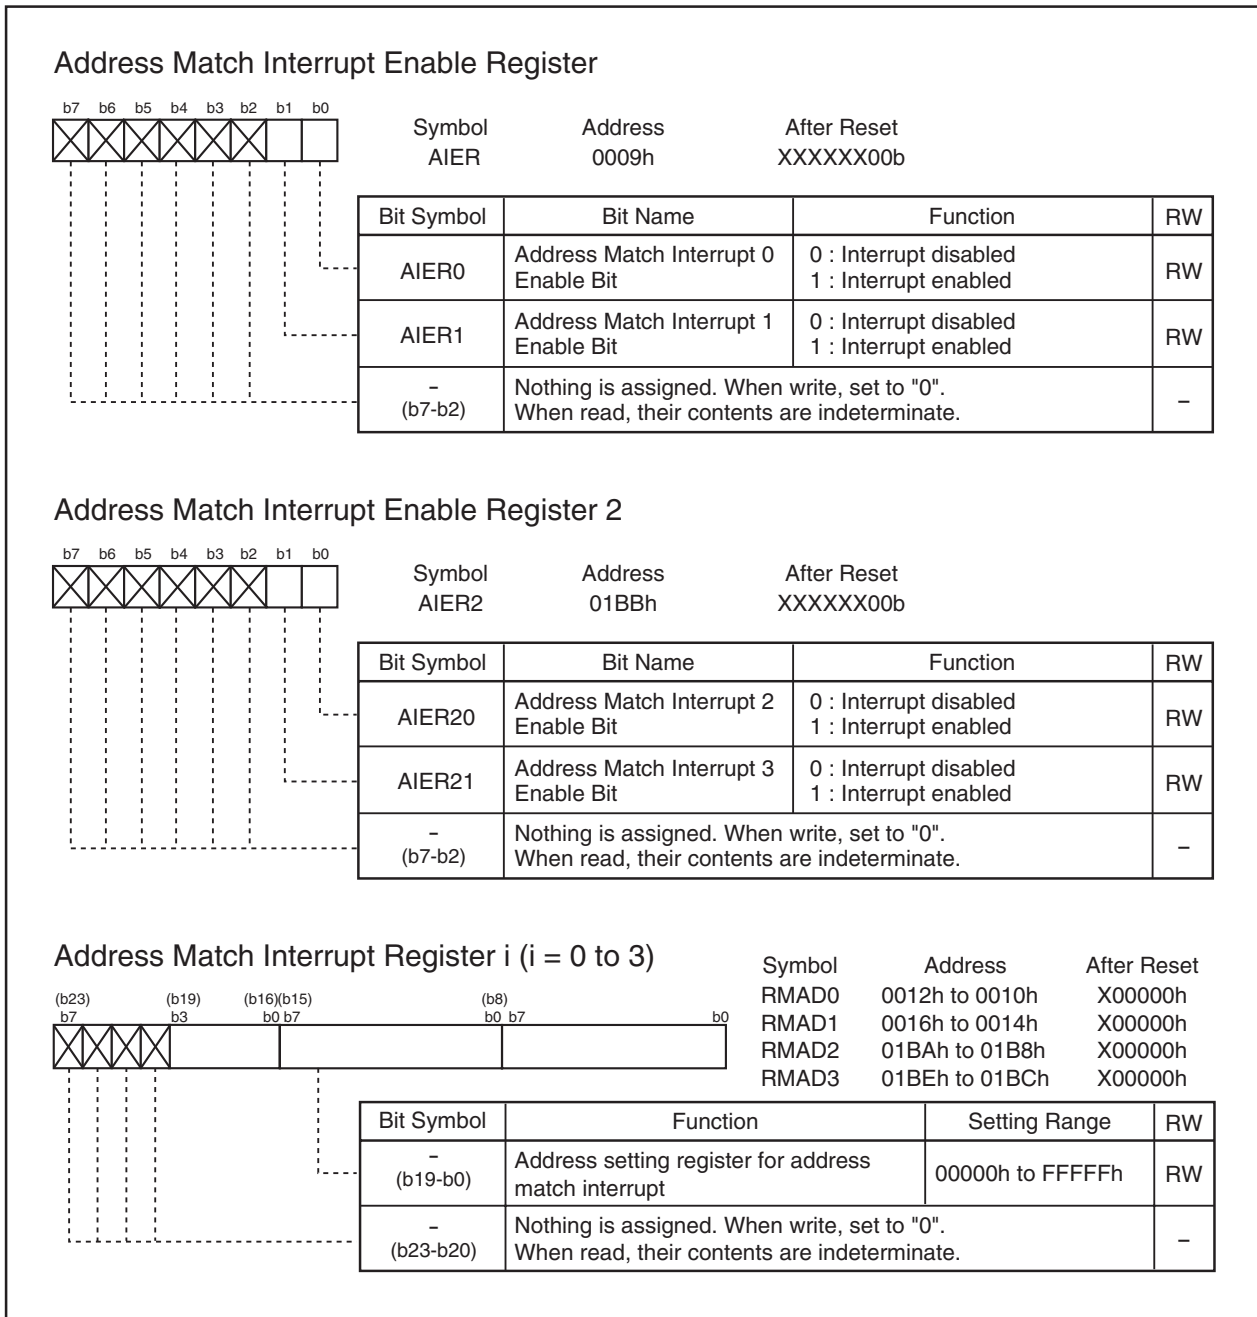 Address Match Interrupt Enable Register
b7 b6 b5 b4 b3 b2 b1 b0
Symbol Address After Reset
AIER 0009h XXXXXX00b
Bit Symbol Bit Name Function RW
AIER0 Address Match Interrupt 0 Enable Bit 0 : Interrupt disabled 1 : Interrupt enabled RW
AIER1 Address Match Interrupt 1 Enable Bit 0 : Interrupt disabled 1 : Interrupt enabled RW
– (b7-b2) Nothing is assigned. When write, set to "0". When read, their contents are indeterminate. –
Address Match Interrupt Enable Register 2
b7 b6 b5 b4 b3 b2 b1 b0
Symbol Address After Reset
AIER2 01BBh XXXXXX00b
Bit Symbol Bit Name Function RW
AIER20 Address Match Interrupt 2 Enable Bit 0 : Interrupt disabled 1 : Interrupt enabled RW
AIER21 Address Match Interrupt 3 Enable Bit 0 : Interrupt disabled 1 : Interrupt enabled RW
– (b7-b2) Nothing is assigned. When write, set to "0". When read, their contents are indeterminate. –
Address Match Interrupt Register i (i = 0 to 3)
Symbol Address After Reset
RMAD0 0012h to 0010h X00000h
RMAD1 0016h to 0014h X00000h
RMAD2 01BAh to 01B8h X00000h
RMAD3 01BEh to 01BCh X00000h
(b23) (b19) (b16)(b15) (b8)
b7 b3 b0 b7 b0 b7 b0
Bit Symbol Function Setting Range RW
– (b19-b0) Address setting register for address match interrupt 00000h to FFFFFh RW
– (b23-b20) Nothing is assigned. When write, set to "0". When read, their contents are indeterminate. –